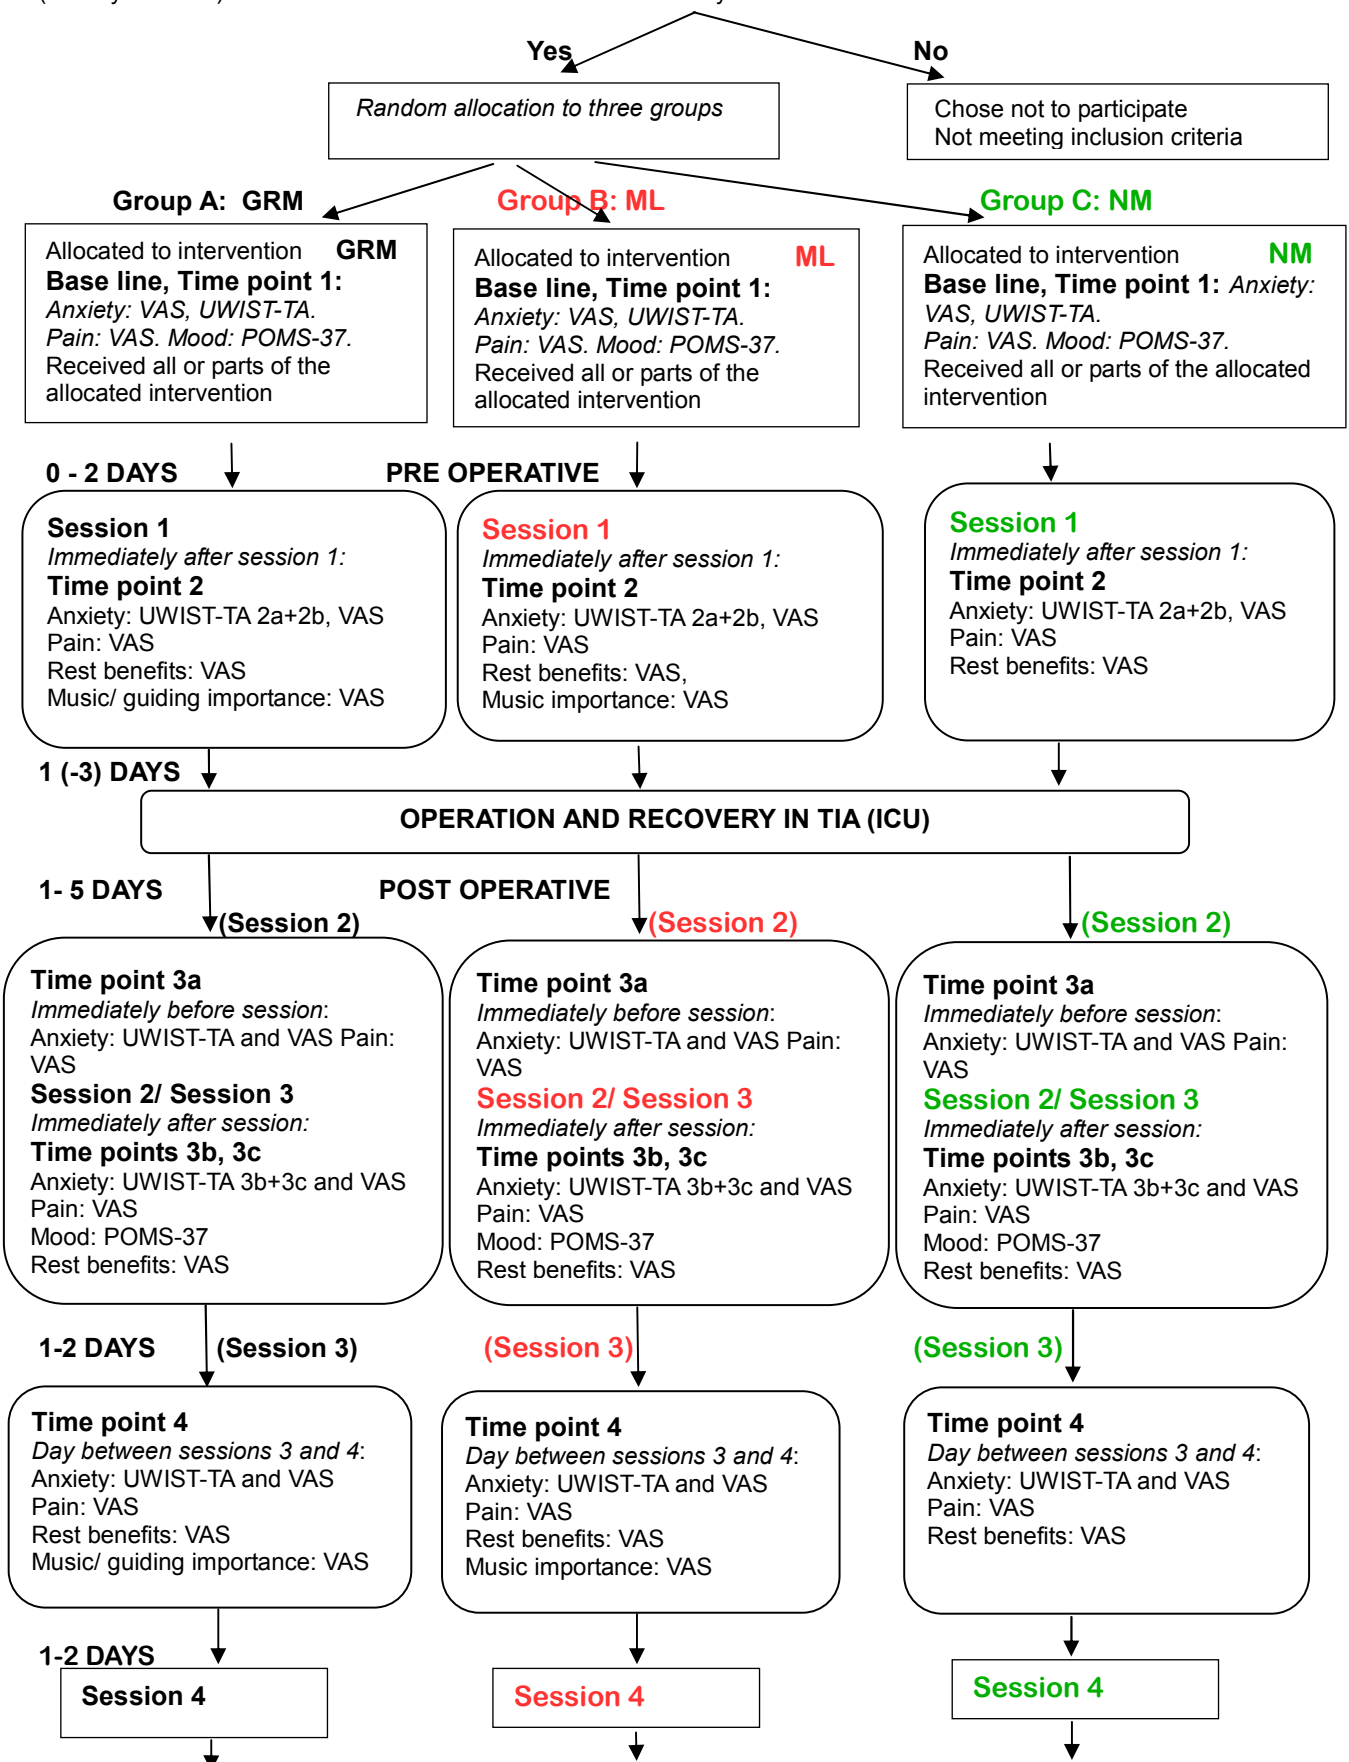 Yes
No
Random allocation to three groups
Chose not to participate
Not meeting inclusion criteria
Group A: GRM
Group B: ML
Group C: NM
Allocated to intervention GRM
Base line, Time point 1:
Anxiety: VAS, UWIST-TA.
Pain: VAS. Mood: POMS-37.
Received all or parts of the
allocated intervention
Allocated to intervention ML
Base line, Time point 1:
Anxiety: VAS, UWIST-TA.
Pain: VAS. Mood: POMS-37.
Received all or parts of the
allocated intervention
Allocated to intervention NM
Base line, Time point 1: Anxiety:
VAS, UWIST-TA.
Pain: VAS. Mood: POMS-37.
Received all or parts of the allocated
intervention
0 - 2 DAYS
PRE OPERATIVE
Session 1
Immediately after session 1:
Time point 2
Anxiety: UWIST-TA 2a+2b, VAS
Pain: VAS
Rest benefits: VAS
Music/ guiding importance: VAS
Session 1
Immediately after session 1:
Time point 2
Anxiety: UWIST-TA 2a+2b, VAS
Pain: VAS
Rest benefits: VAS,
Music importance: VAS
Session 1
Immediately after session 1:
Time point 2
Anxiety: UWIST-TA 2a+2b, VAS
Pain: VAS
Rest benefits: VAS
1 (-3) DAYS
OPERATION AND RECOVERY IN TIA (ICU)
1- 5 DAYS
POST OPERATIVE
(Session 2)
(Session 2)
(Session 2)
Time point 3a
Immediately before session:
Anxiety: UWIST-TA and VAS Pain:
VAS
Session 2/ Session 3
Immediately after session:
Time points 3b, 3c
Anxiety: UWIST-TA 3b+3c and VAS
Pain: VAS
Mood: POMS-37
Rest benefits: VAS
Time point 3a
Immediately before session:
Anxiety: UWIST-TA and VAS Pain:
VAS
Session 2/ Session 3
Immediately after session:
Time points 3b, 3c
Anxiety: UWIST-TA 3b+3c and VAS
Pain: VAS
Mood: POMS-37
Rest benefits: VAS
Time point 3a
Immediately before session:
Anxiety: UWIST-TA and VAS Pain:
VAS
Session 2/ Session 3
Immediately after session:
Time points 3b, 3c
Anxiety: UWIST-TA 3b+3c and VAS
Pain: VAS
Mood: POMS-37
Rest benefits: VAS
1-2 DAYS
(Session 3)
(Session 3)
(Session 3)
Time point 4
Day between sessions 3 and 4:
Anxiety: UWIST-TA and VAS
Pain: VAS
Rest benefits: VAS
Music/ guiding importance: VAS
Time point 4
Day between sessions 3 and 4:
Anxiety: UWIST-TA and VAS
Pain: VAS
Rest benefits: VAS
Music importance: VAS
Time point 4
Day between sessions 3 and 4:
Anxiety: UWIST-TA and VAS
Pain: VAS
Rest benefits: VAS
1-2 DAYS
Session 4
Session 4
Session 4